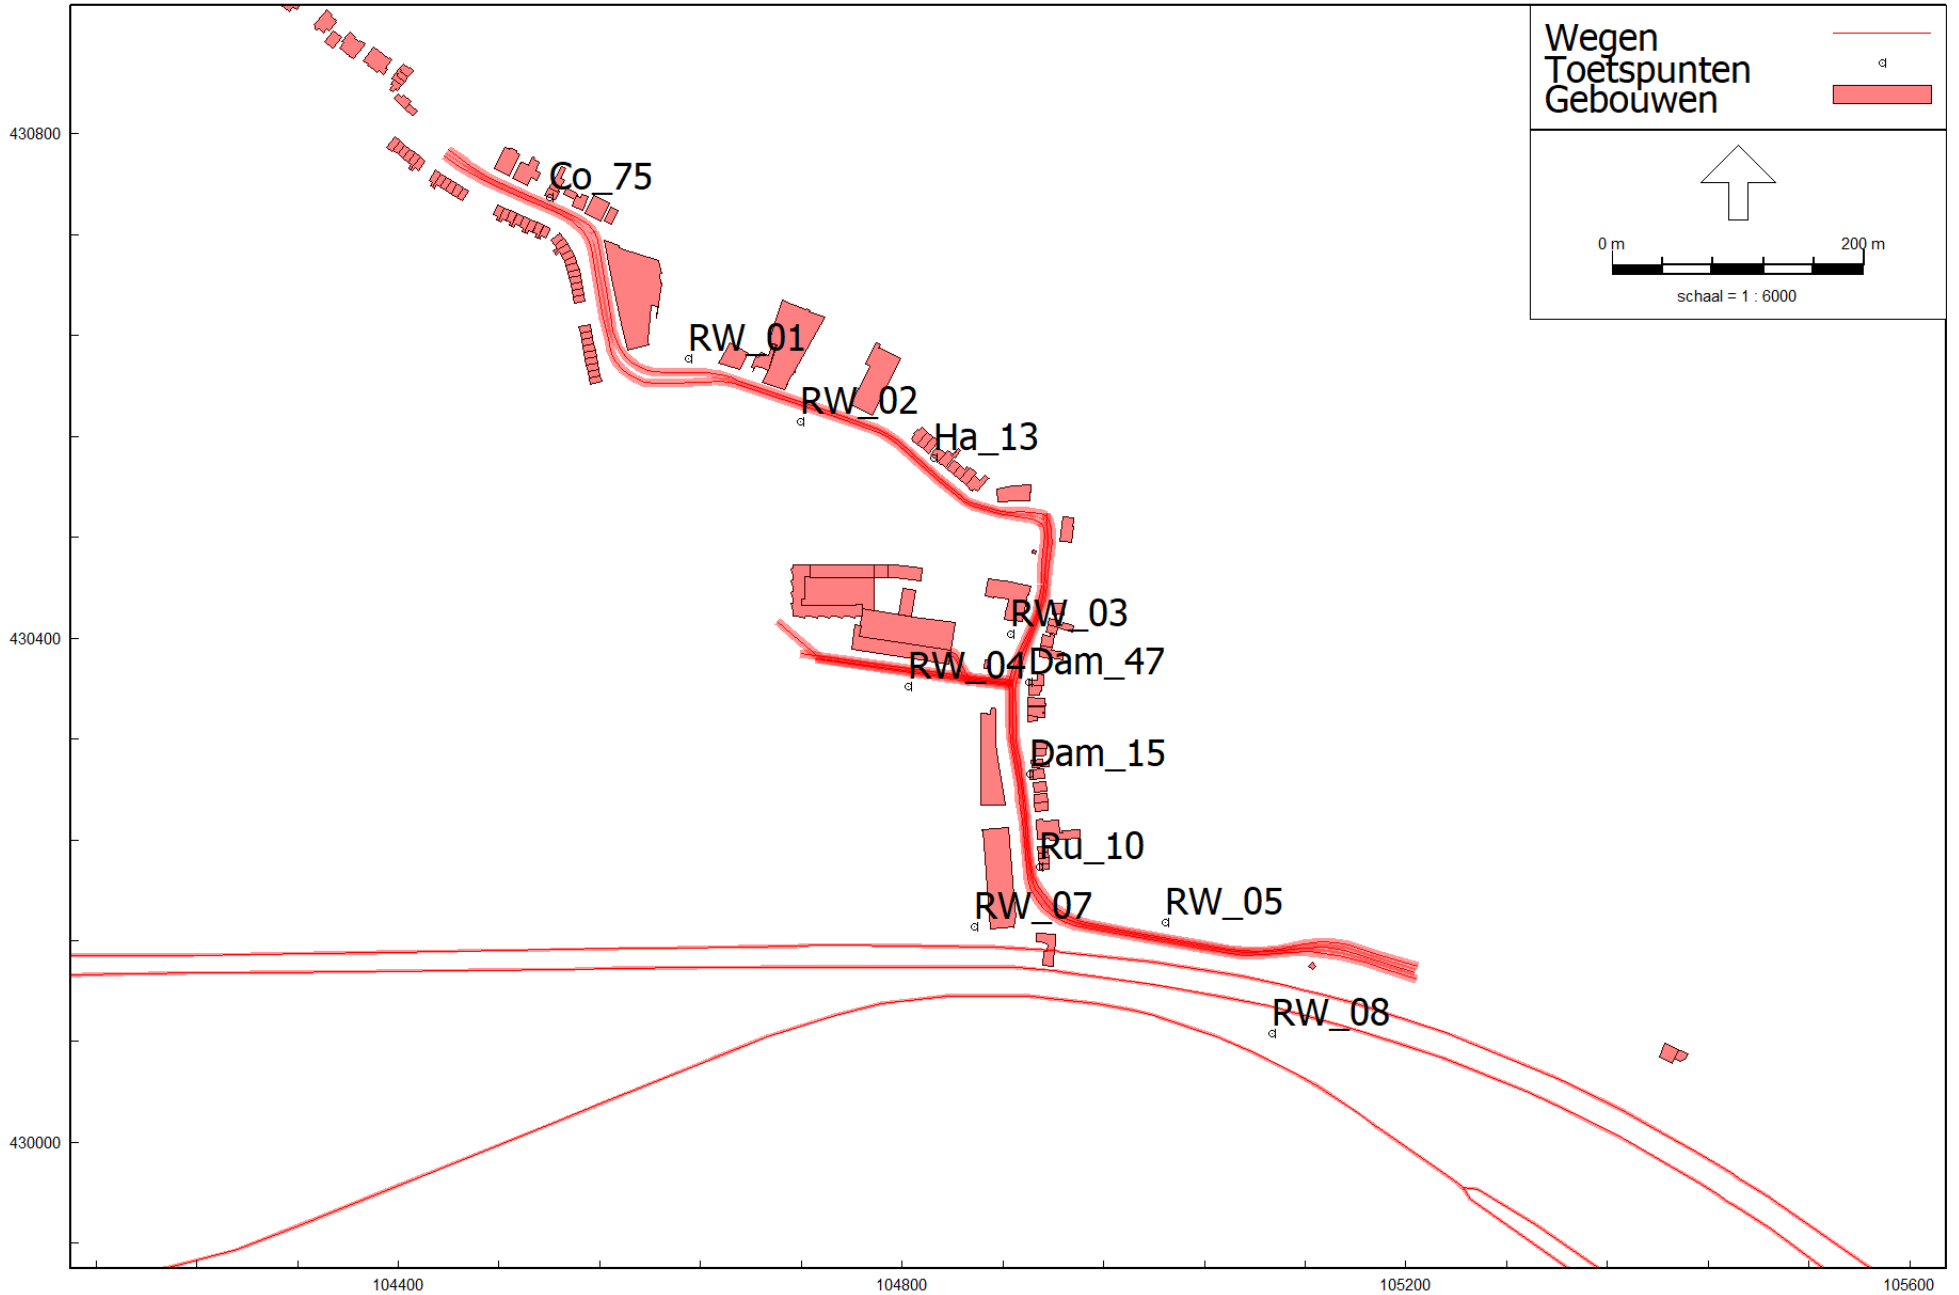 Wegen
Toetspunten
Gebouwen
0 m 200 m
schaal = 1 : 6000
430800
Co_75
RW_01
RW_02
Ha_13
430400
RW_03
RW_04 Dam_47
Dam_15
Ru_10
RW_07 RW_05
RW_08
430000
104400 104800 105200 105600